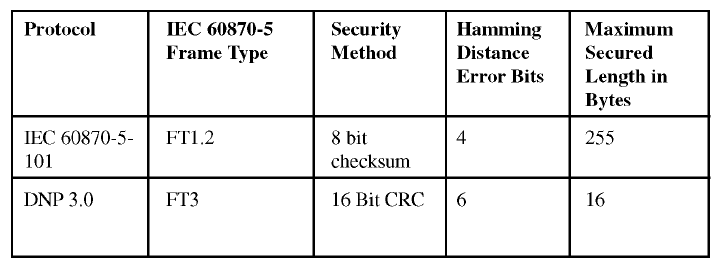 Protocol
IEC 60870-5
Frame Type
Security
Method
Hamming
Distance
Error Bits
Maximum
Secured
Length in
Bytes
IEC 60870-5-
101
FT1.2
8 bit
checksum
4
255
DNP 3.0
FT3
16 Bit CRC
6
16